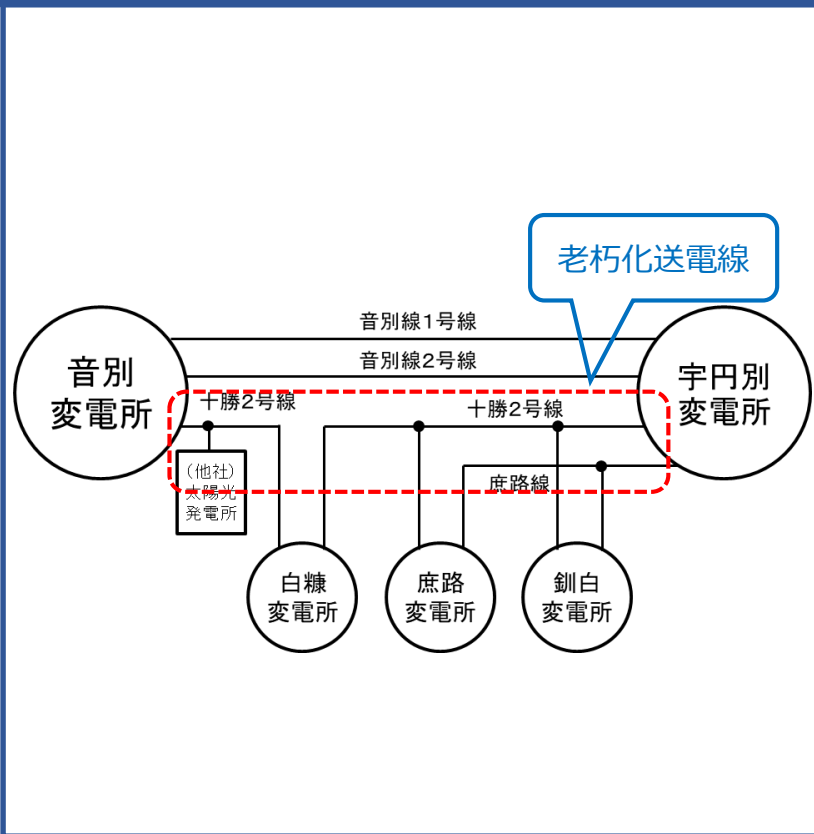 老朽化送電線
音別線1号線
音別線2号線
音別
変電所
宇円別
変電所
十勝2号線
十勝2号線
(他社)
太陽光
発電所
庶路線
白糠
変電所
庶路
変電所
釧白
変電所